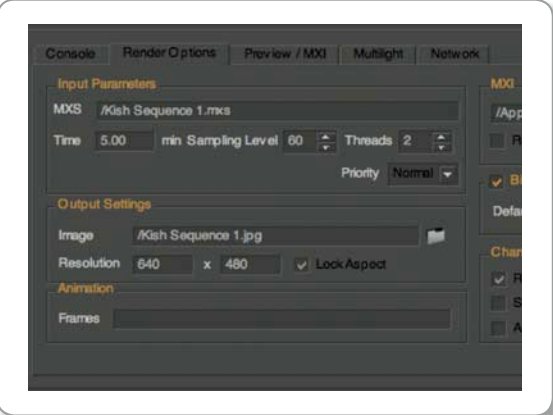 Console Render Options Preview / MXI Multilight Network
Input Parameters
MXS /Kish Sequence 1.mxs
Time 5.00 min Sampling Level 60 Threads 2
Priority Normal
Output Settings
Image /Kish Sequence 1.jpg
Resolution 640 x 480 Lock Aspect
Animation
Frames
MXI
/App
R
Bl
Defa
Chan
R
S
A